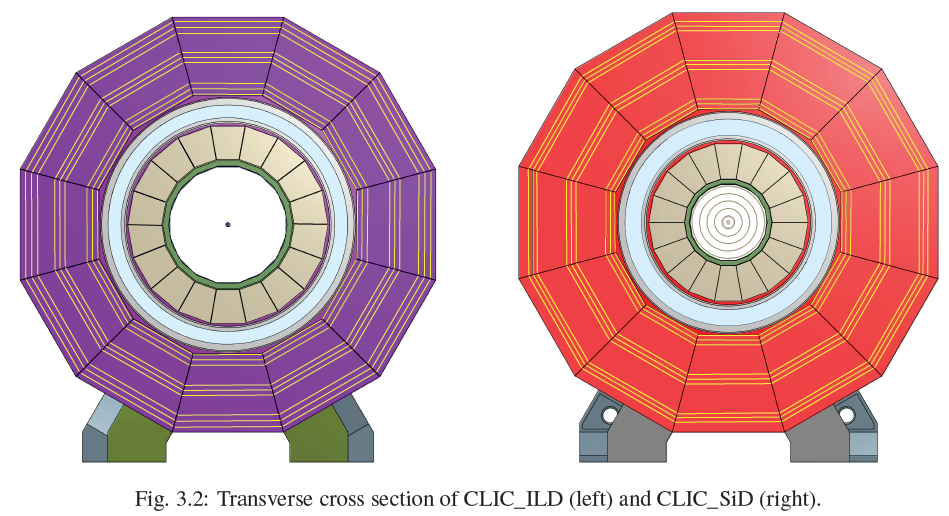 Fig. 3.2: Transverse cross section of CLIC_ILD (left) and CLIC_SiD (right).